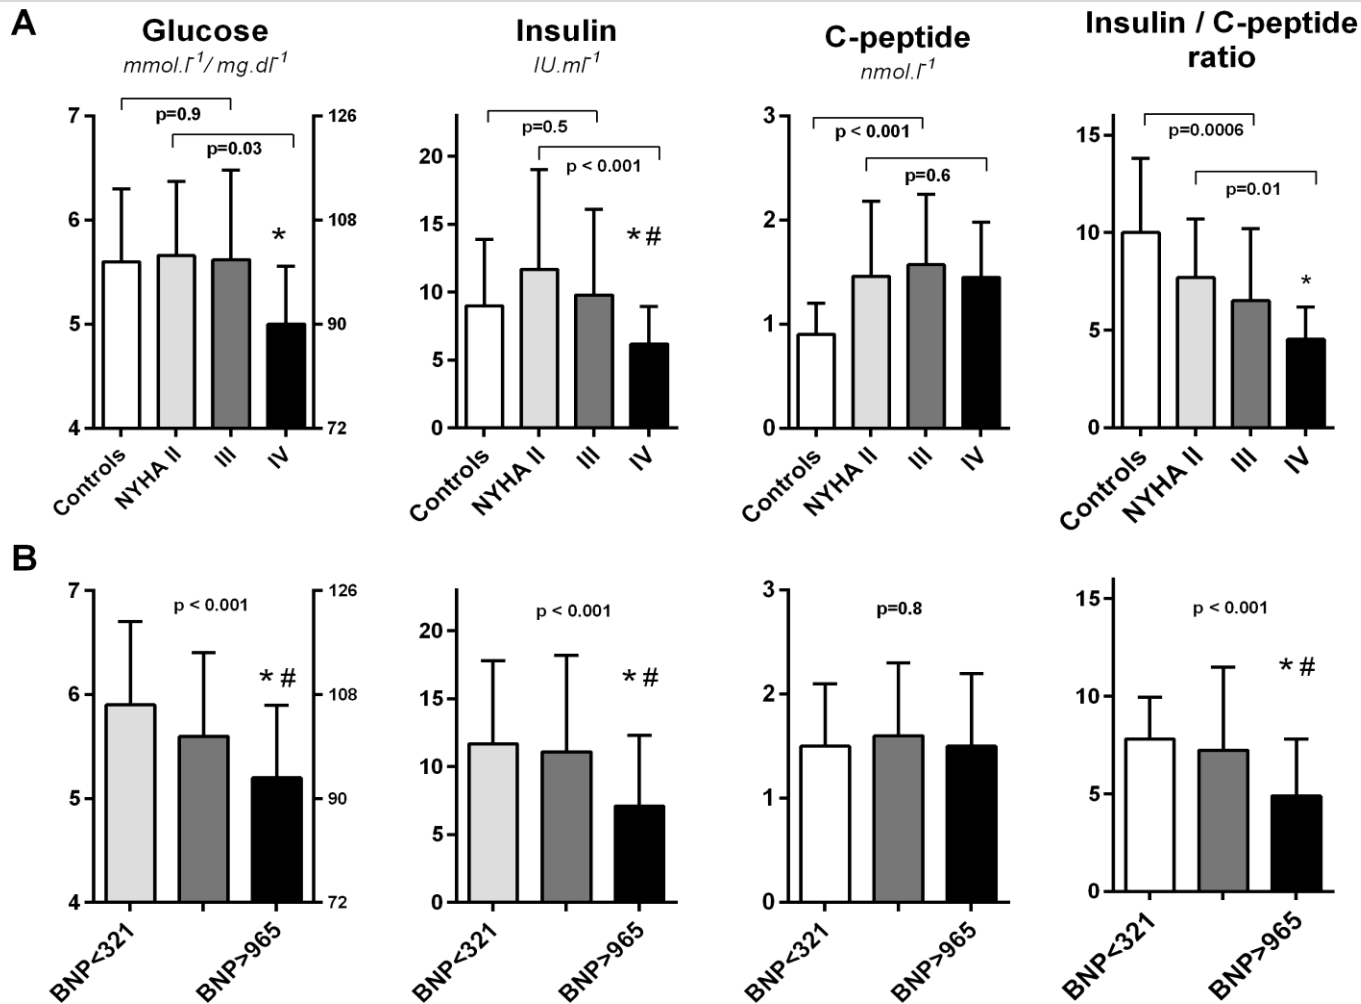 A
Glucose
mmol.l⁻¹/ mg.dl⁻¹
Insulin
IU.ml⁻¹
C-peptide
nmol.l⁻¹
Insulin / C-peptide
ratio
7
6
5
4
126
108
90
72
p=0.9
p=0.03
*
Controls
NYHA II
III
IV
20
15
10
5
0
p=0.5
p < 0.001
* #
Controls
NYHA II
III
IV
3
2
1
0
p < 0.001
p=0.6
Controls
NYHA II
III
IV
15
10
5
0
p=0.0006
p=0.01
*
Controls
NYHA II
III
IV
B
7
6
5
4
126
108
90
72
p < 0.001
* #
BNP<321
BNP>965
20
15
10
5
0
p < 0.001
* #
BNP<321
BNP>965
3
2
1
0
p=0.8
BNP<321
BNP>965
15
10
5
0
p < 0.001
* #
BNP<321
BNP>965